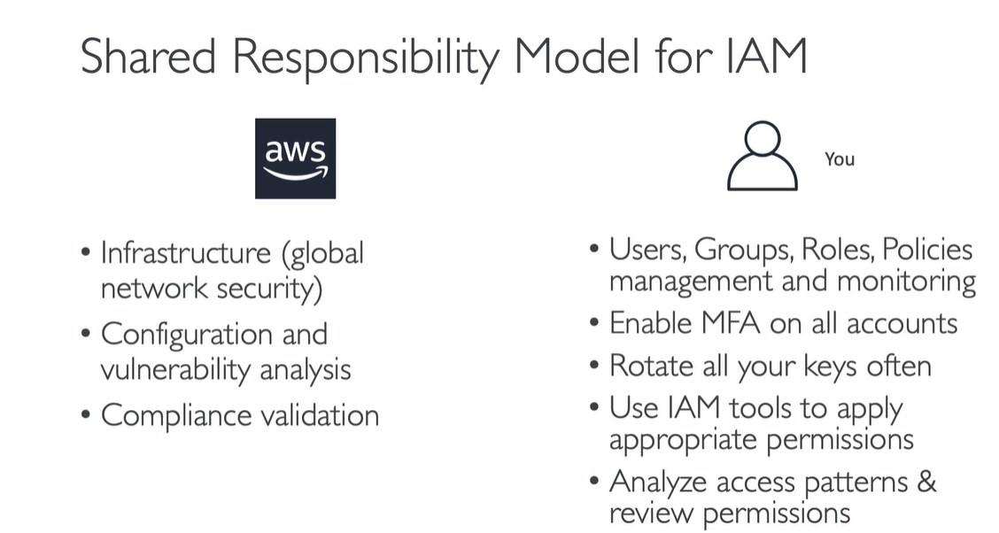 Shared Responsibility Model for IAM
aws
You
• Infrastructure (global
network security)
• Configuration and
vulnerability analysis
• Compliance validation
• Users, Groups, Roles, Policies
management and monitoring
• Enable MFA on all accounts
• Rotate all your keys often
• Use IAM tools to apply
appropriate permissions
• Analyze access patterns &
review permissions